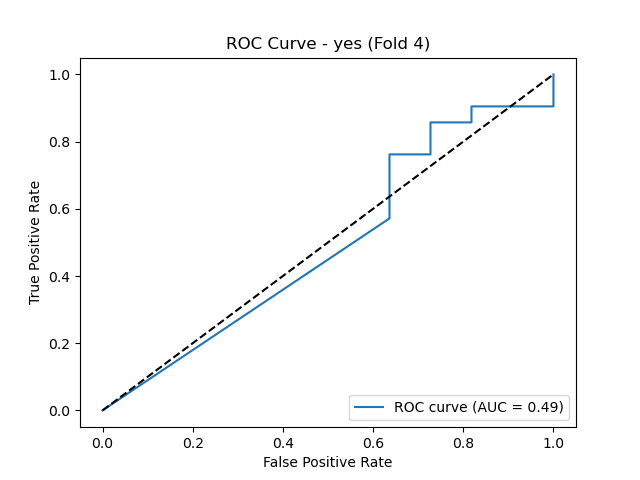 ROC Curve - yes (Fold 4)
1.0
0.8
0.6
0.4
0.2
0.0
True Positive Rate
ROC curve (AUC = 0.49)
0.0 0.2 0.4 0.6 0.8 1.0
False Positive Rate